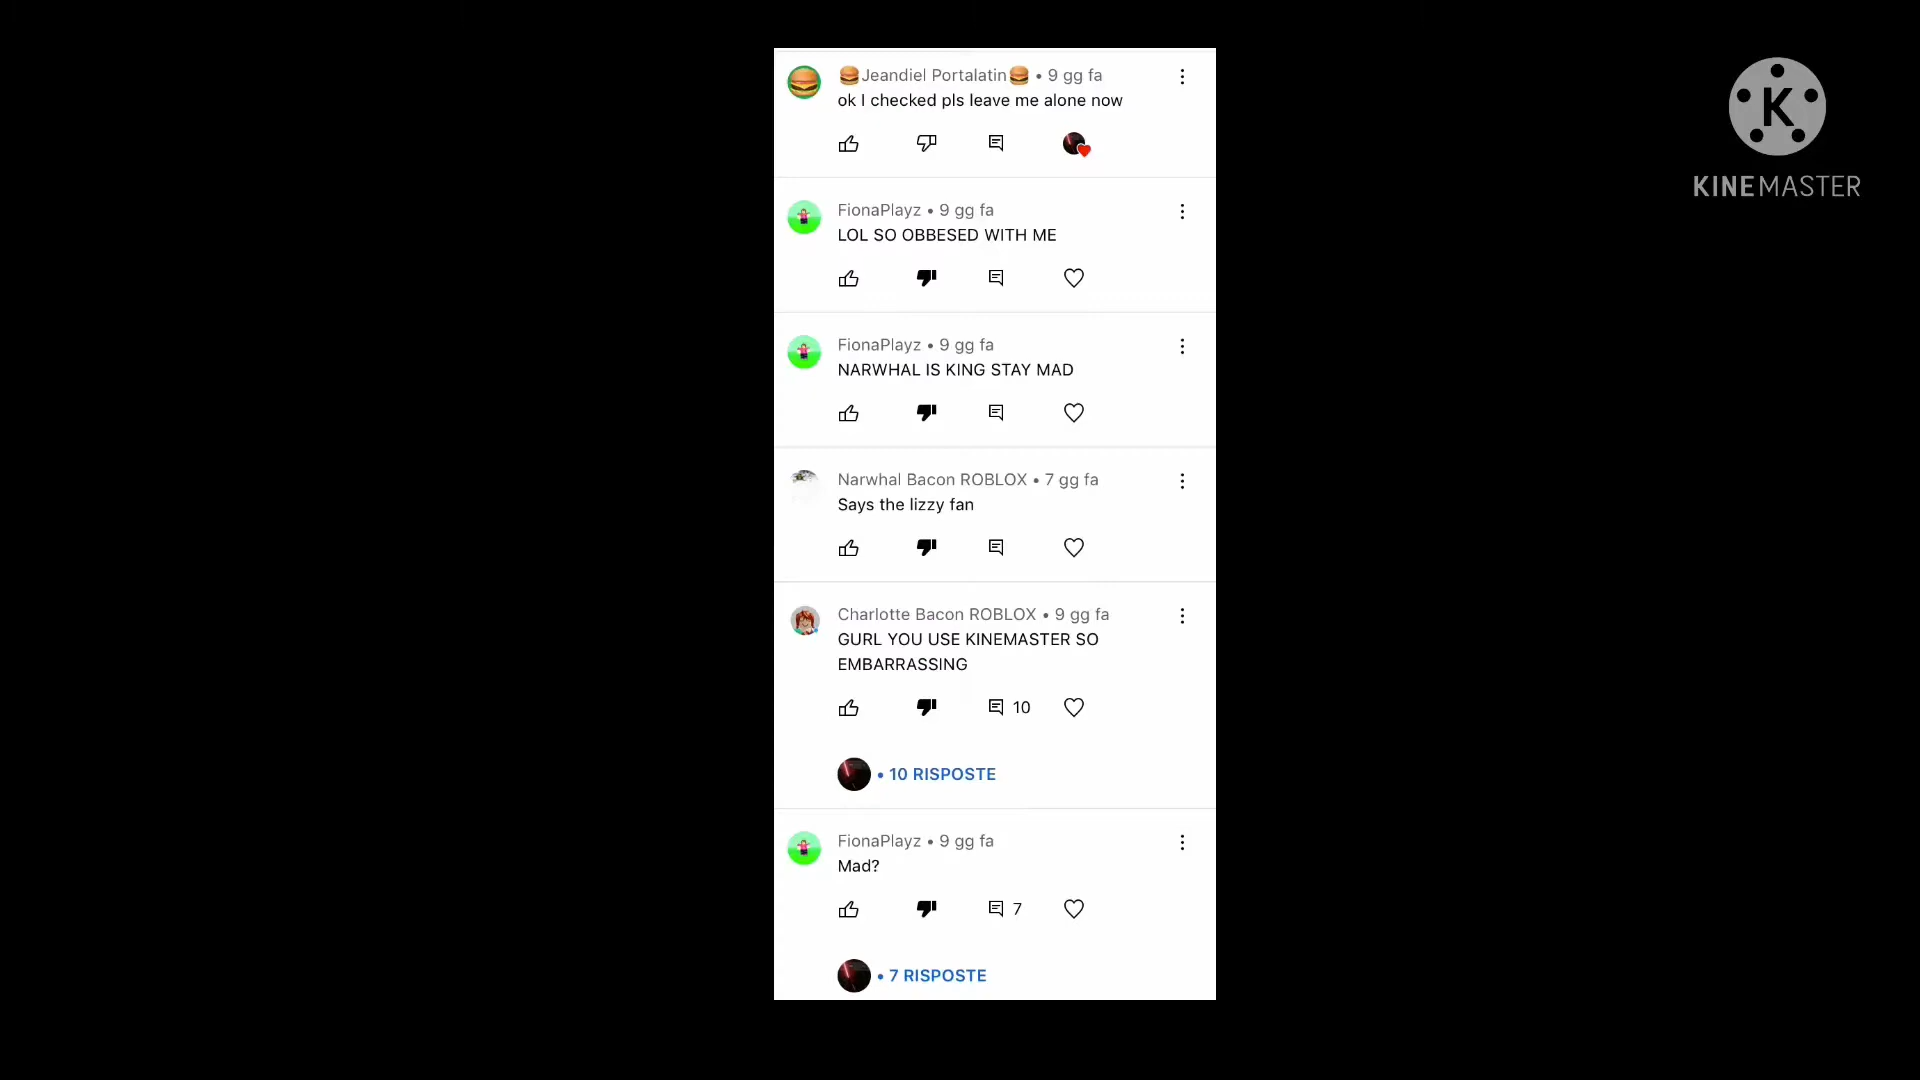 🍔Jeandiel Portalatin🍔 • 9 gg fa
ok I checked pls leave me alone now
FionaPlayz • 9 gg fa
LOL SO OBBESED WITH ME
FionaPlayz • 9 gg fa
NARWHAL IS KING STAY MAD
Narwhal Bacon ROBLOX • 7 gg fa
Says the lizzy fan
Charlotte Bacon ROBLOX • 9 gg fa
GURL YOU USE KINEMASTER SO
EMBARRASSING
10
• 10 RISPOSTE
FionaPlayz • 9 gg fa
Mad?
7
• 7 RISPOSTE
K
KINEMASTER